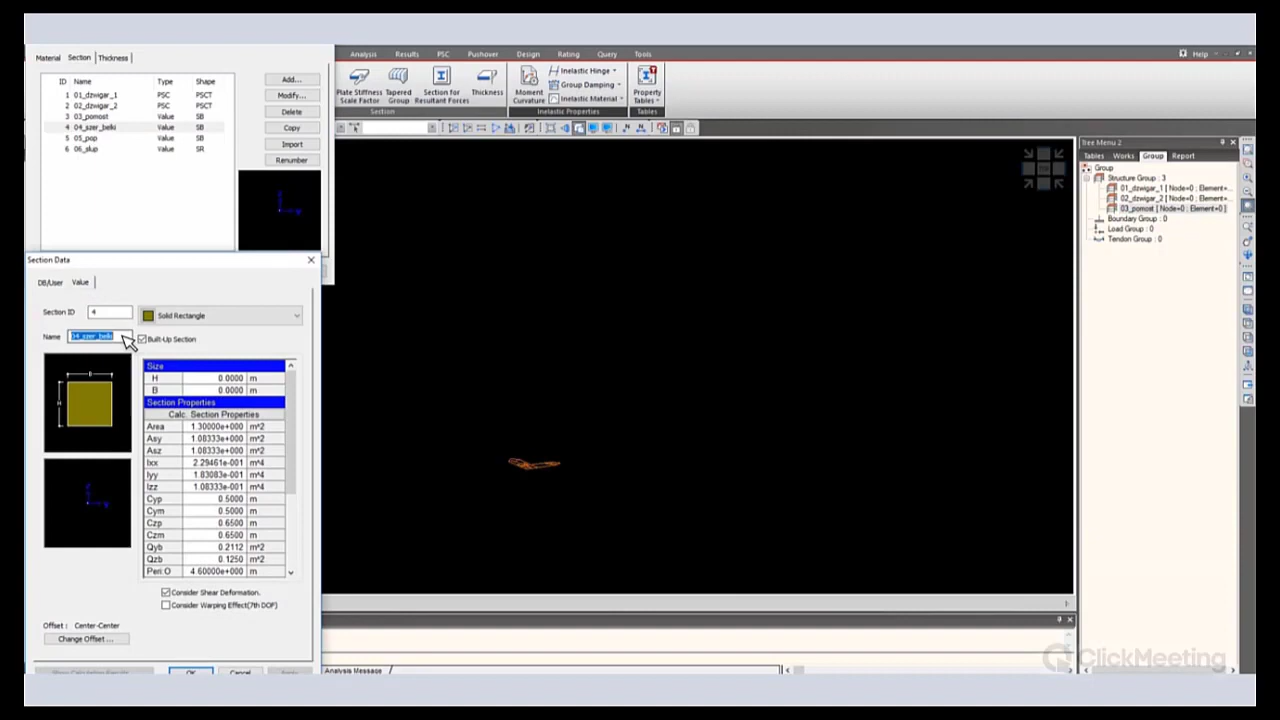 Material Section Thickness
ID Name Type Shape
1 01_dzwigar_1 PSC PSCT
2 02_dzwigar_2 PSC PSCT
3 03_pomost Value SB
4 04_szer_belki Value SB
5 05_pop Value SB
6 06_slup Value SR
Add...
Modify...
Delete
Copy
Import
Renumber
Analysis Results PSC Pushover Design Rating Query Tools
Help
Plate Stiffness Scale Factor
Tapered Group
Section for Resultant Forces
Thickness
Section
Moment Curvature
Inelastic Hinge
Group Damping
Inelastic Material
Inelastic Properties
Property Tables
Tables
Section Data
DB/User Value
Section ID 4
Solid Rectangle
Name 04_szer_belki
Built-Up Section
Size
H 0.0000 m
B 0.0000 m
Section Properties
Calc. Section Properties
Area 1.30000e+000 m^2
Asy 1.08333e+000 m^2
Asz 1.08333e+000 m^2
Ixx 2.29461e-001 m^4
Iyy 1.83083e-001 m^4
Izz 1.08333e-001 m^4
Cyp 0.5000 m
Cym 0.5000 m
Czp 0.6500 m
Czm 0.6500 m
Qyb 0.2112 m^2
Qzb 0.1250 m^2
Peri:O 4.60000e+000 m
B
H
Consider Shear Deformation.
Consider Warping Effect(7th DOF)
Offset : Center-Center
Change Offset ...
OK Cancel
Tree Menu 2
Tables Works Group Report
Group
Structure Group : 3
01_dzwigar_1 [ Node=0 ; Element=...
02_dzwigar_2 [ Node=0 ; Element=...
03_pomost [ Node=0 ; Element=0 ]
Boundary Group : 0
Load Group : 0
Tendon Group : 0
Analysis Message
ClickMeeting